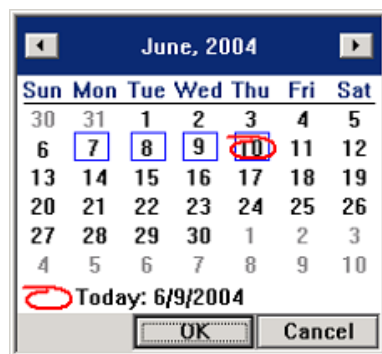 June, 2004
Sun Mon Tue Wed Thu Fri Sat
30 31 1 2 3 4 5
6 7 8 9 10 11 12
13 14 15 16 17 18 19
20 21 22 23 24 25 26
27 28 29 30 1 2 3
4 5 6 7 8 9 10
Today: 6/9/2004
OK Cancel